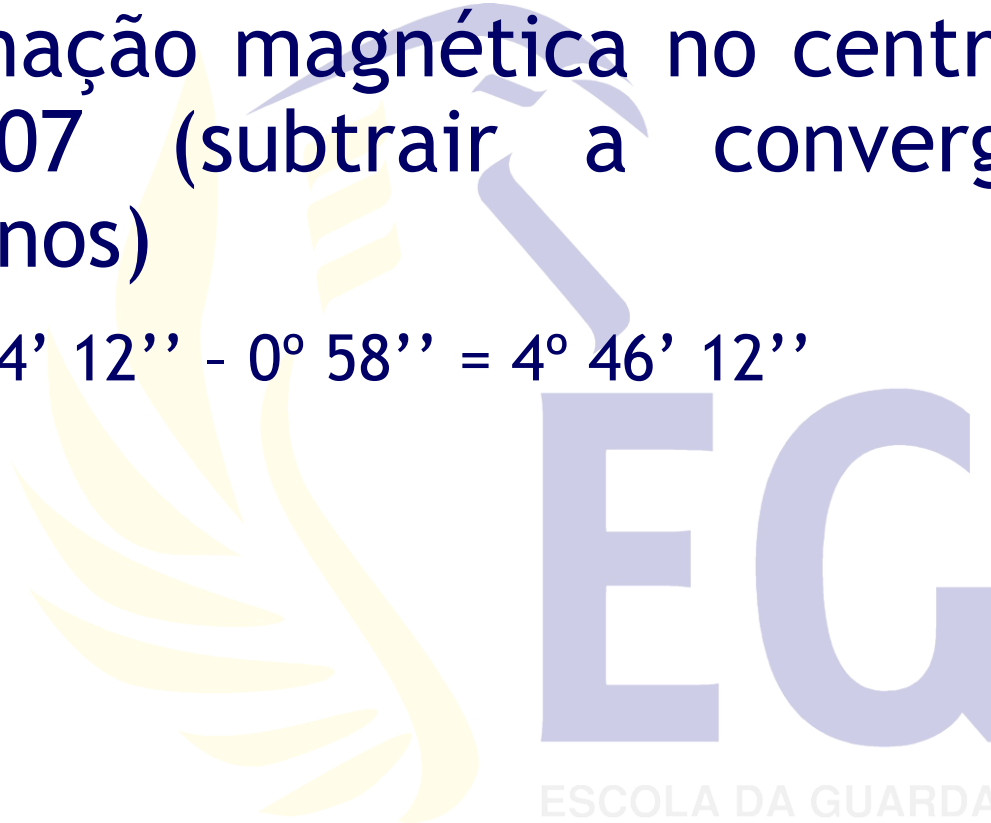 nação magnética no centr
07 (subtrair a converg
nos)
4’ 12’’ – 0º 58’’ = 4º 46’ 12’’
EG
ESCOLA DA GUARDA